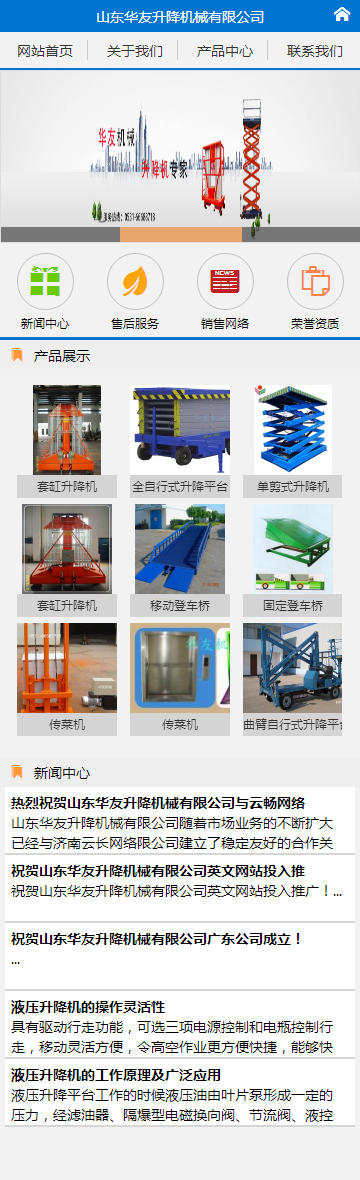 山东华友升降机械有限公司
网站首页
关于我们
产品中心
联系我们
华友机械
升降机专家
新闻中心
售后服务
NEWS
销售网络
荣誉资质
产品展示
套缸升降机
全自行式升降平台
单剪式升降机
套缸升降机
移动登车桥
固定登车桥
传菜机
传菜机
曲臂自行式升降平台
新闻中心
热烈祝贺山东华友升降机械有限公司与云畅网络
山东华友升降机械有限公司随着市场业务的不断扩大
已经与济南云长网络限公司建立了稳定友好的合作关
祝贺山东华友升降机械有限公司英文网站投入推
祝贺山东华友升降机械有限公司英文网站投入推广！...
祝贺山东华友升降机械有限公司广东公司成立！
...
液压升降机的操作灵活性
具有驱动行走功能，可选三项电源控制和电瓶控制行
走，移动灵活方便，令高空作业更方便快捷，能够快
液压升降机的工作原理及广泛应用
液压升降平台工作的时候液压油由叶片泵形成一定的
压力，经滤油器、隔爆型电磁换向阀、节流阀、液控